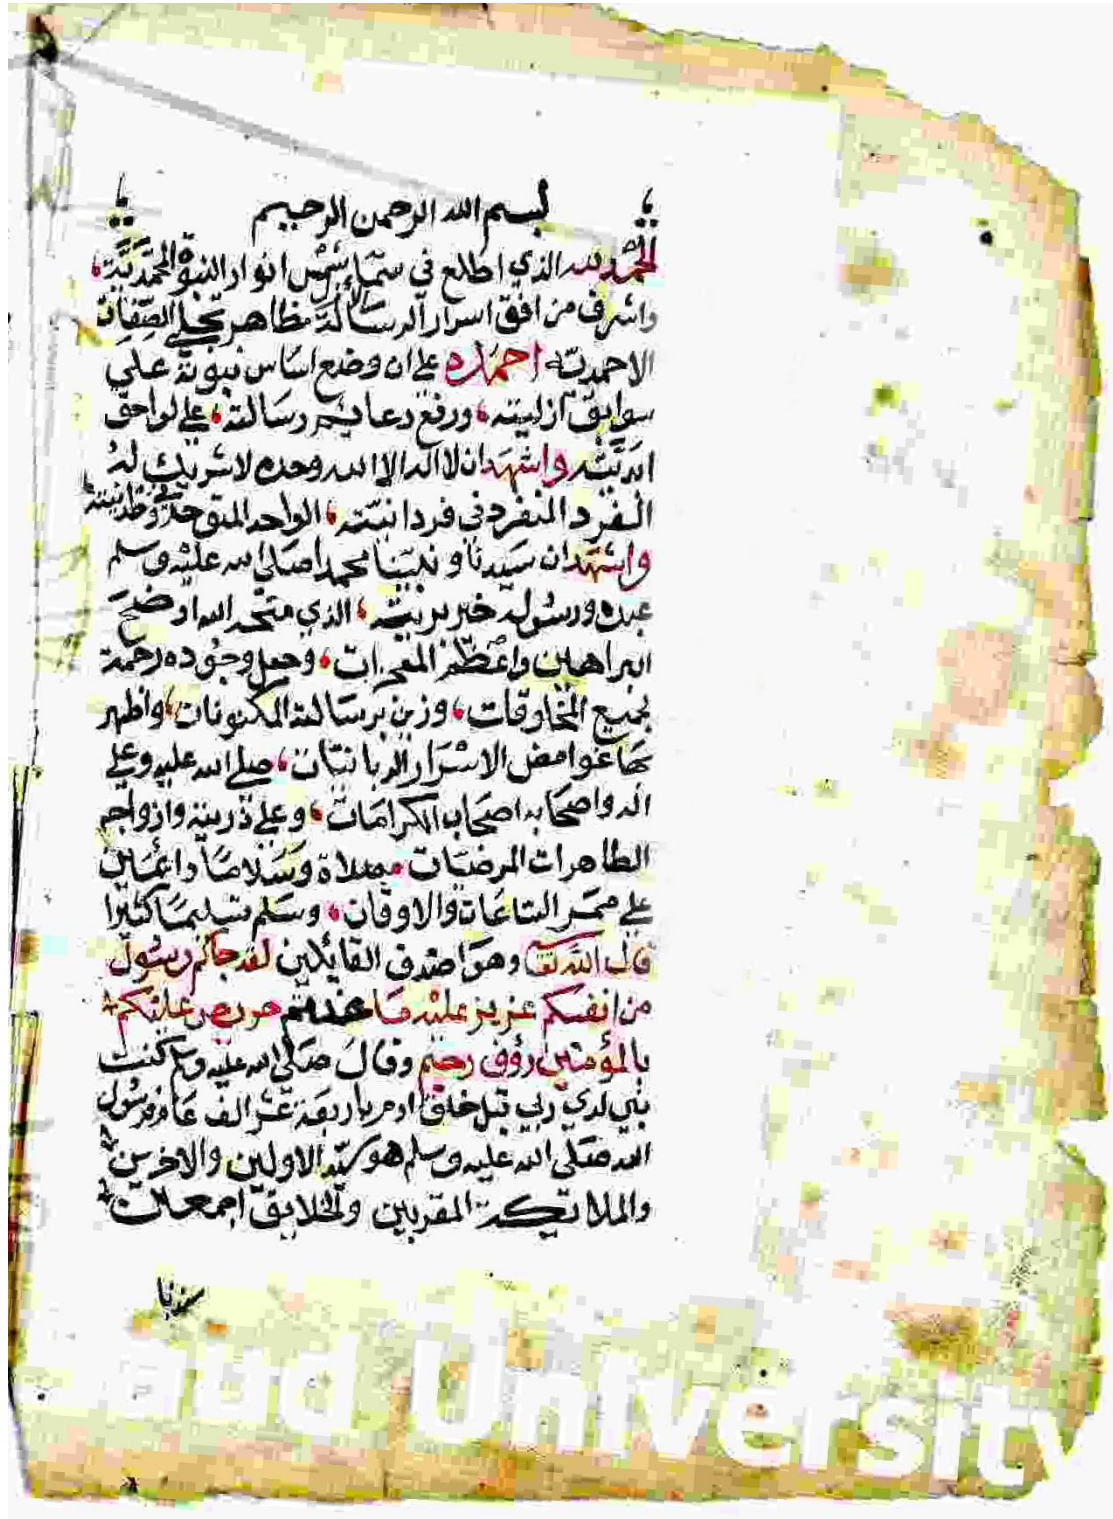 بسم الله الرحمن الرحيم
الحمد لله الذي اطلع في سماء شمس انوار النبوة المحمدية
واشرق من افق اسرار الرسالة مظاهر تجلي الصفات
الاحمدية احمده على ان وضع اساس نبوته على
سوابق ازليته ورفع دعايم رسالته على لواحق
ابديته واشهد ان لا اله الا الله وحده لا شريك له
الفرد المنفرد في فردانيته الواحد المتوحد في وحدانيته
واشهد ان سيدنا ونبينا محمدا صلى الله عليه وسلم
عبده ورسوله خير بريته الذي منحه الله اوضح
البراهين واعظم المعجزات وجعل وجوده رحمة
لجميع المخلوقات وزين برسالته المكنونات واظهر
بها غوامض الاسرار الربانيات صلى الله عليه وعلى
اله واصحابه اصحاب الكرامات وعلى ذريته وازواجه
الطاهرات المرضيات صلاة وسلاما دائمين
على ممر الساعات والاوقات وسلم تسليما كثيرا
قال الله تعا وهو اصدق القائلين لقد جاكم رسول
من انفسكم عزيز عليه ما عنتم حريص عليكم
بالمؤمنين رؤف رحيم وقال صلى الله عليه وسلم كنت
بين يدي ربي قبل خلق ادم باربعة عشر الف عام فرسول
الله صلى الله عليه وسلم هو سيد الاولين والاخرين
والملائكة المقربين والخلايق اجمعين
سيدنا
aud University